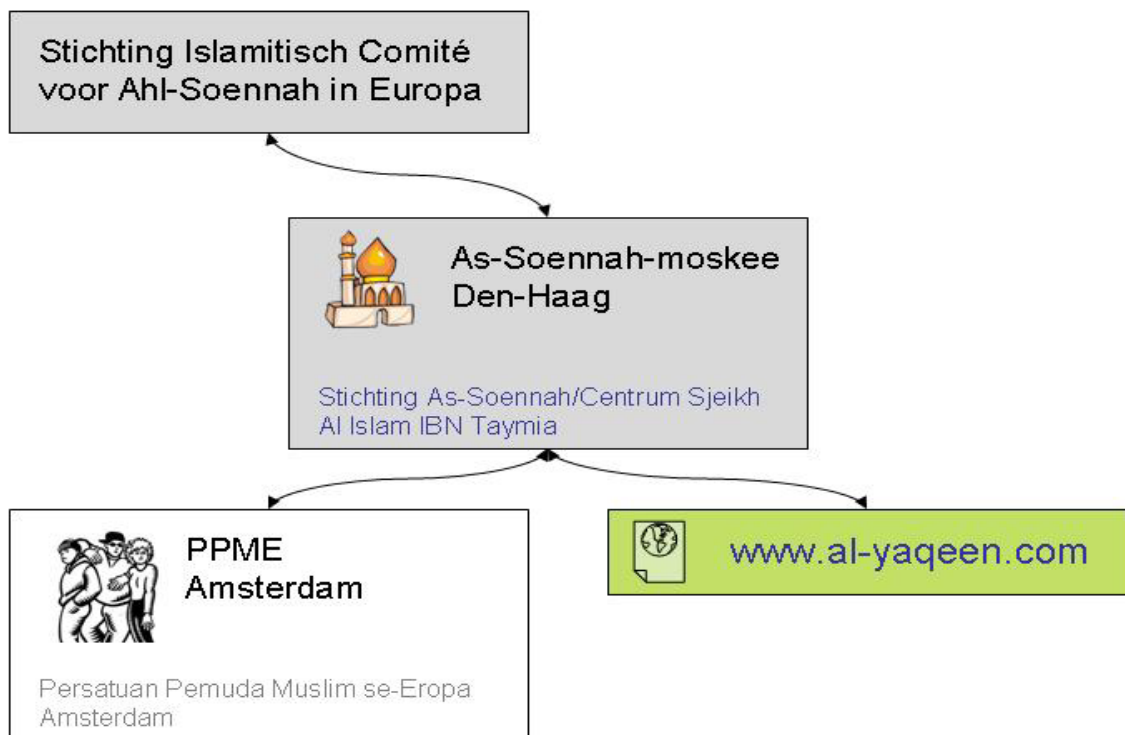 Stichting Islamitisch Comité
voor Ahl-Soennah in Europa
As-Soennah-moskee
Den-Haag
Stichting As-Soennah/Centrum Sjeikh
Al Islam IBN Taymia
PPME
Amsterdam
Persatuan Pemuda Muslim se-Eropa
Amsterdam
www.al-yaqeen.com